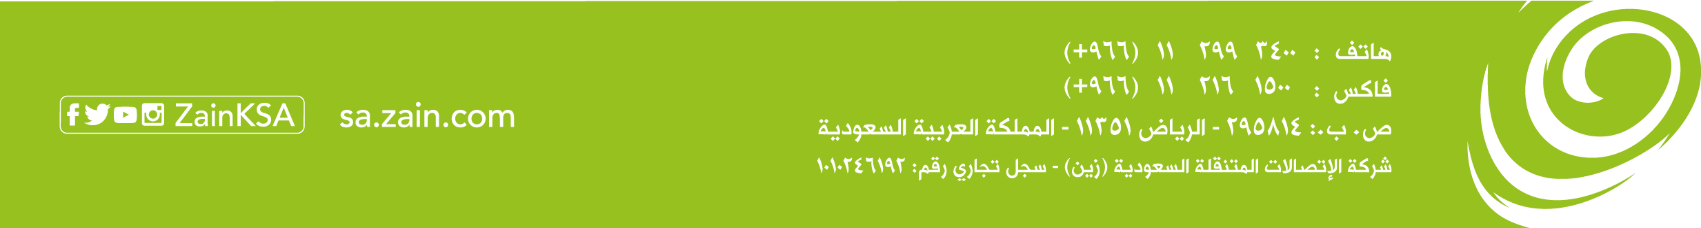 هاتف : ٣٤٠٠ ٢٩٩ ١١ (٩٦٦+)
فاكس : ١٥٠٠ ٢١٦ ١١ (٩٦٦+)
ص. ب.: ٢٩٥٨١٤ - الرياض ١١٣٥١ - المملكة العربية السعودية
شركة الإتصالات المتنقلة السعودية (زين) - سجل تجاري رقم: ١٠١٠٢٤٦١٩٢
sa.zain.com
ZainKSA